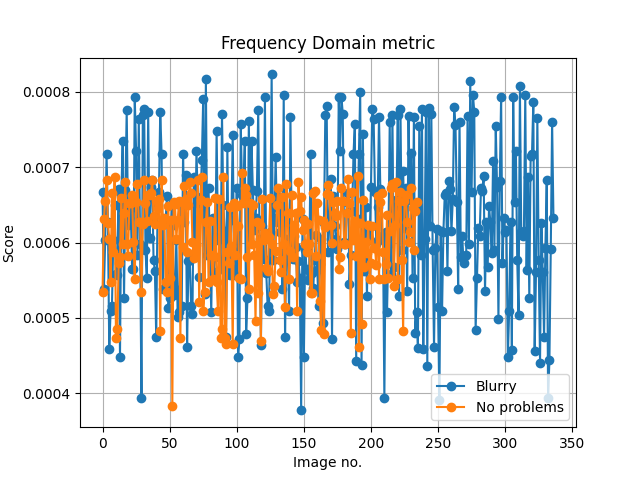 Frequency Domain metric
0.0008
0.0007
0.0006
0.0005
0.0004
Score
0 50 100 150 200 250 300 350
Image no.
Blurry
No problems